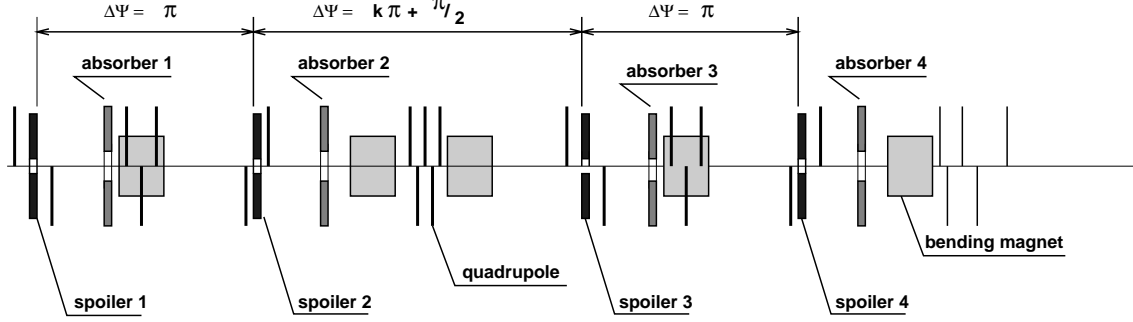 ΔΨ= π ΔΨ= k π + π/2 ΔΨ= π
absorber 1 absorber 2 absorber 3 absorber 4
bending magnet
quadrupole
spoiler 1 spoiler 2 spoiler 3 spoiler 4